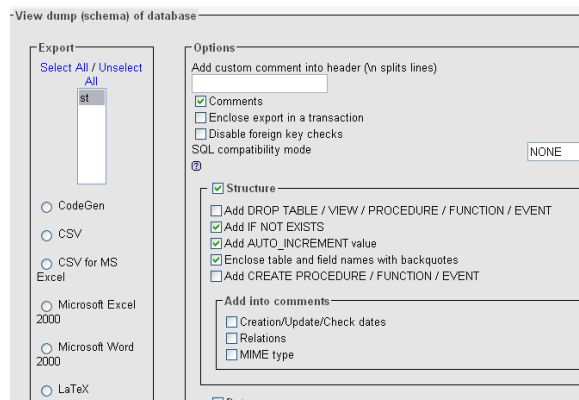 View dump (schema) of database
Export
Select All / Unselect
All
st
CodeGen
CSV
CSV for MS
Excel
Microsoft Excel
2000
Microsoft Word
2000
LaTeX
Options
Add custom comment into header (\n splits lines)
Comments
Enclose export in a transaction
Disable foreign key checks
SQL compatibility mode
NONE
Structure
Add DROP TABLE / VIEW / PROCEDURE / FUNCTION / EVENT
Add IF NOT EXISTS
Add AUTO_INCREMENT value
Enclose table and field names with backquotes
Add CREATE PROCEDURE / FUNCTION / EVENT
Add into comments
Creation/Update/Check dates
Relations
MIME type